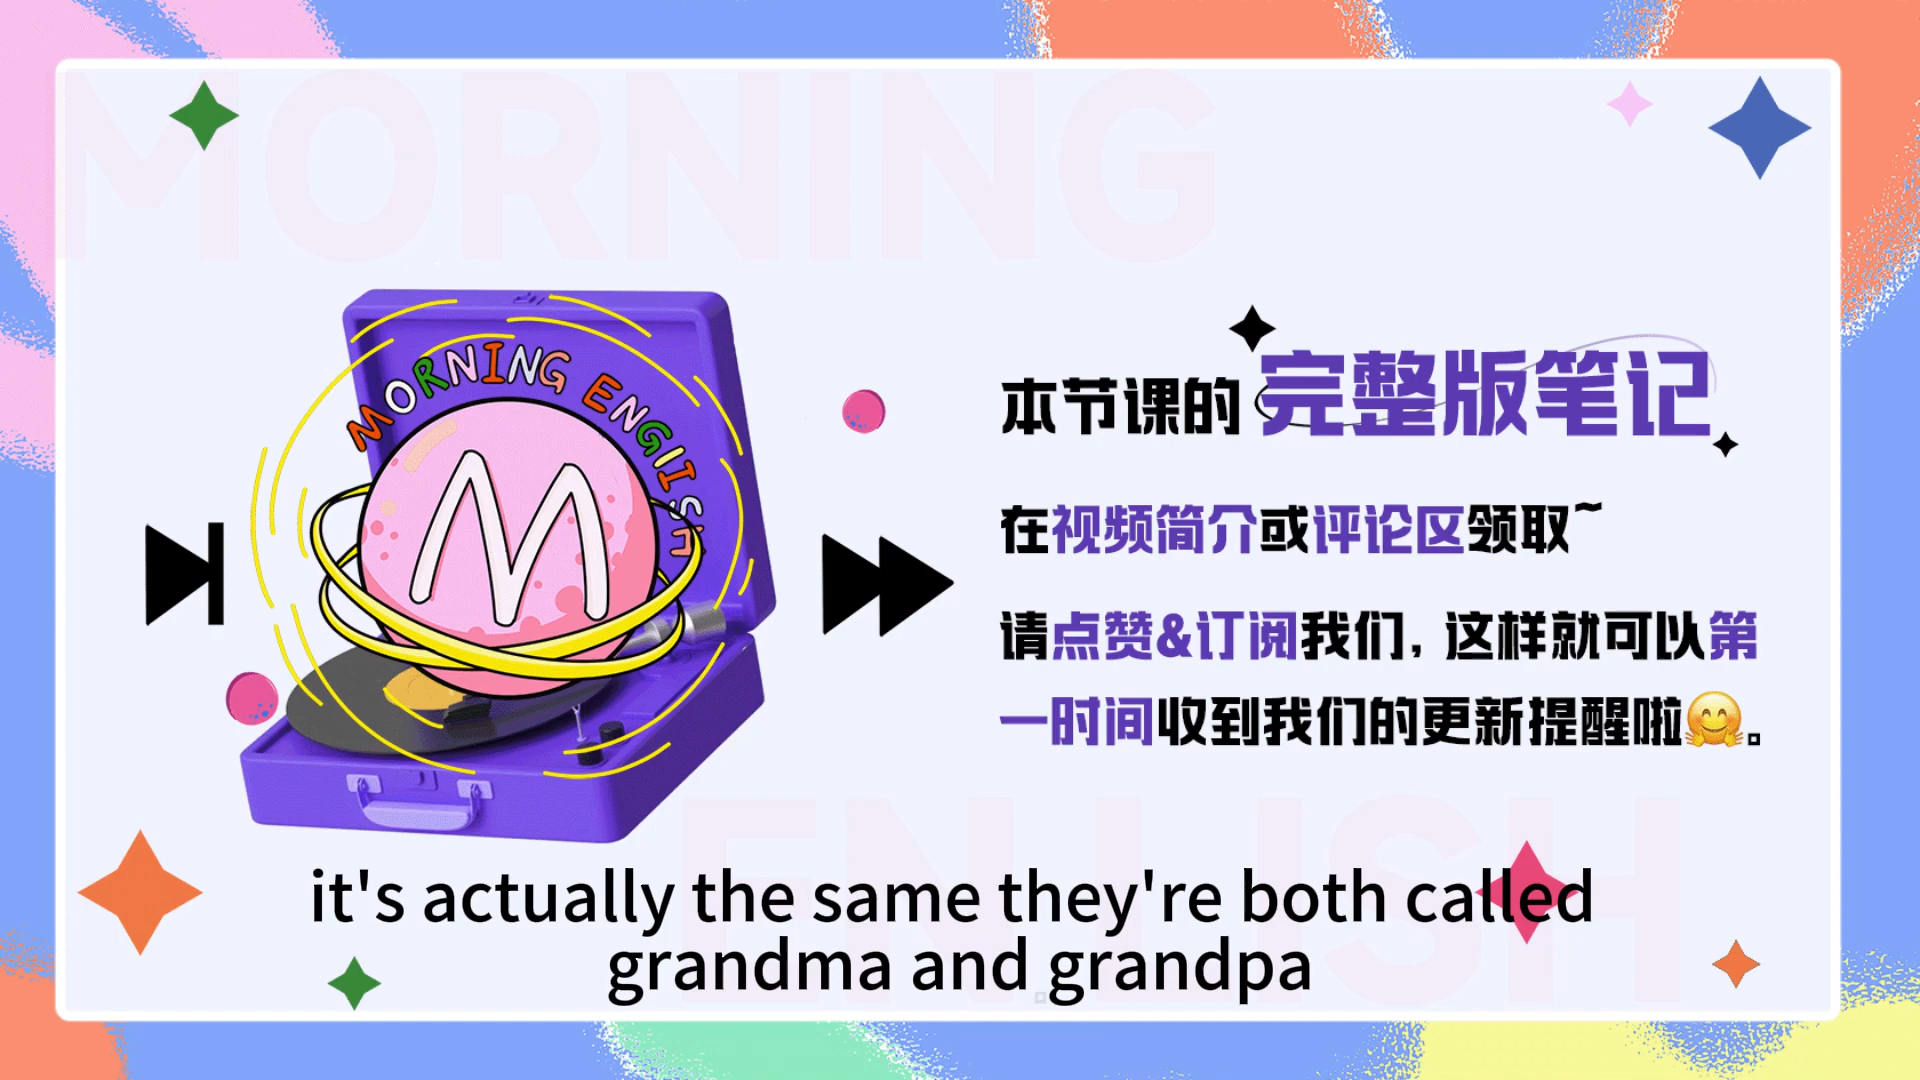 MORNING
MORNING ENGLISH
M
本节课的 完整版笔记
在视频简介或评论区领取~
请点赞&订阅我们，这样就可以第
一时间收到我们的更新提醒啦🤗。
it's actually the same they're both called
grandma and grandpa